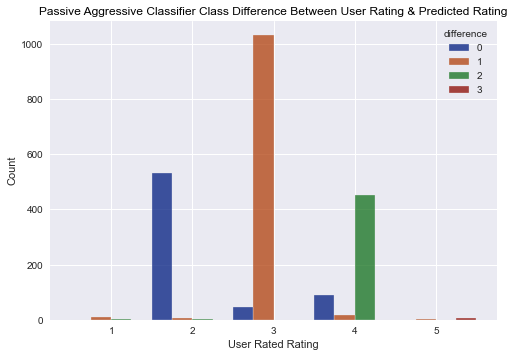 Passive Aggressive Classifier Class Difference Between User Rating & Predicted Rating
difference
0
1
2
3
1000
800
600
400
200
0
Count
1 2 3 4 5
User Rated Rating